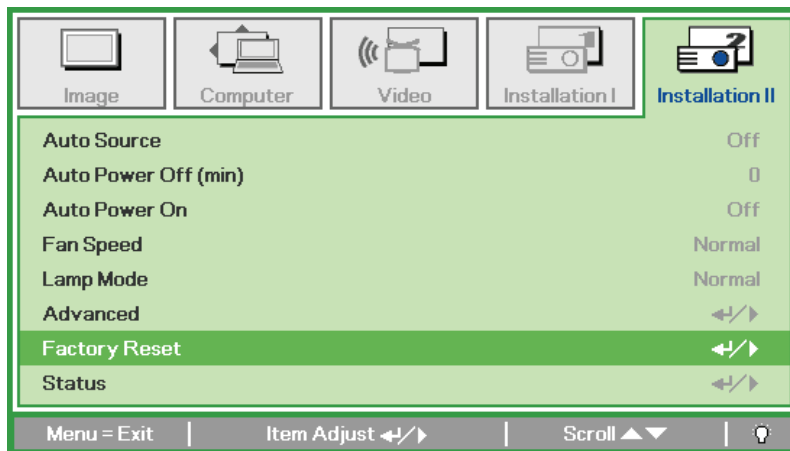 Image Computer Video Installation I Installation II
Auto Source Off
Auto Power Off (min) 0
Auto Power On Off
Fan Speed Normal
Lamp Mode Normal
Advanced
Factory Reset
Status
Menu = Exit Item Adjust Scroll